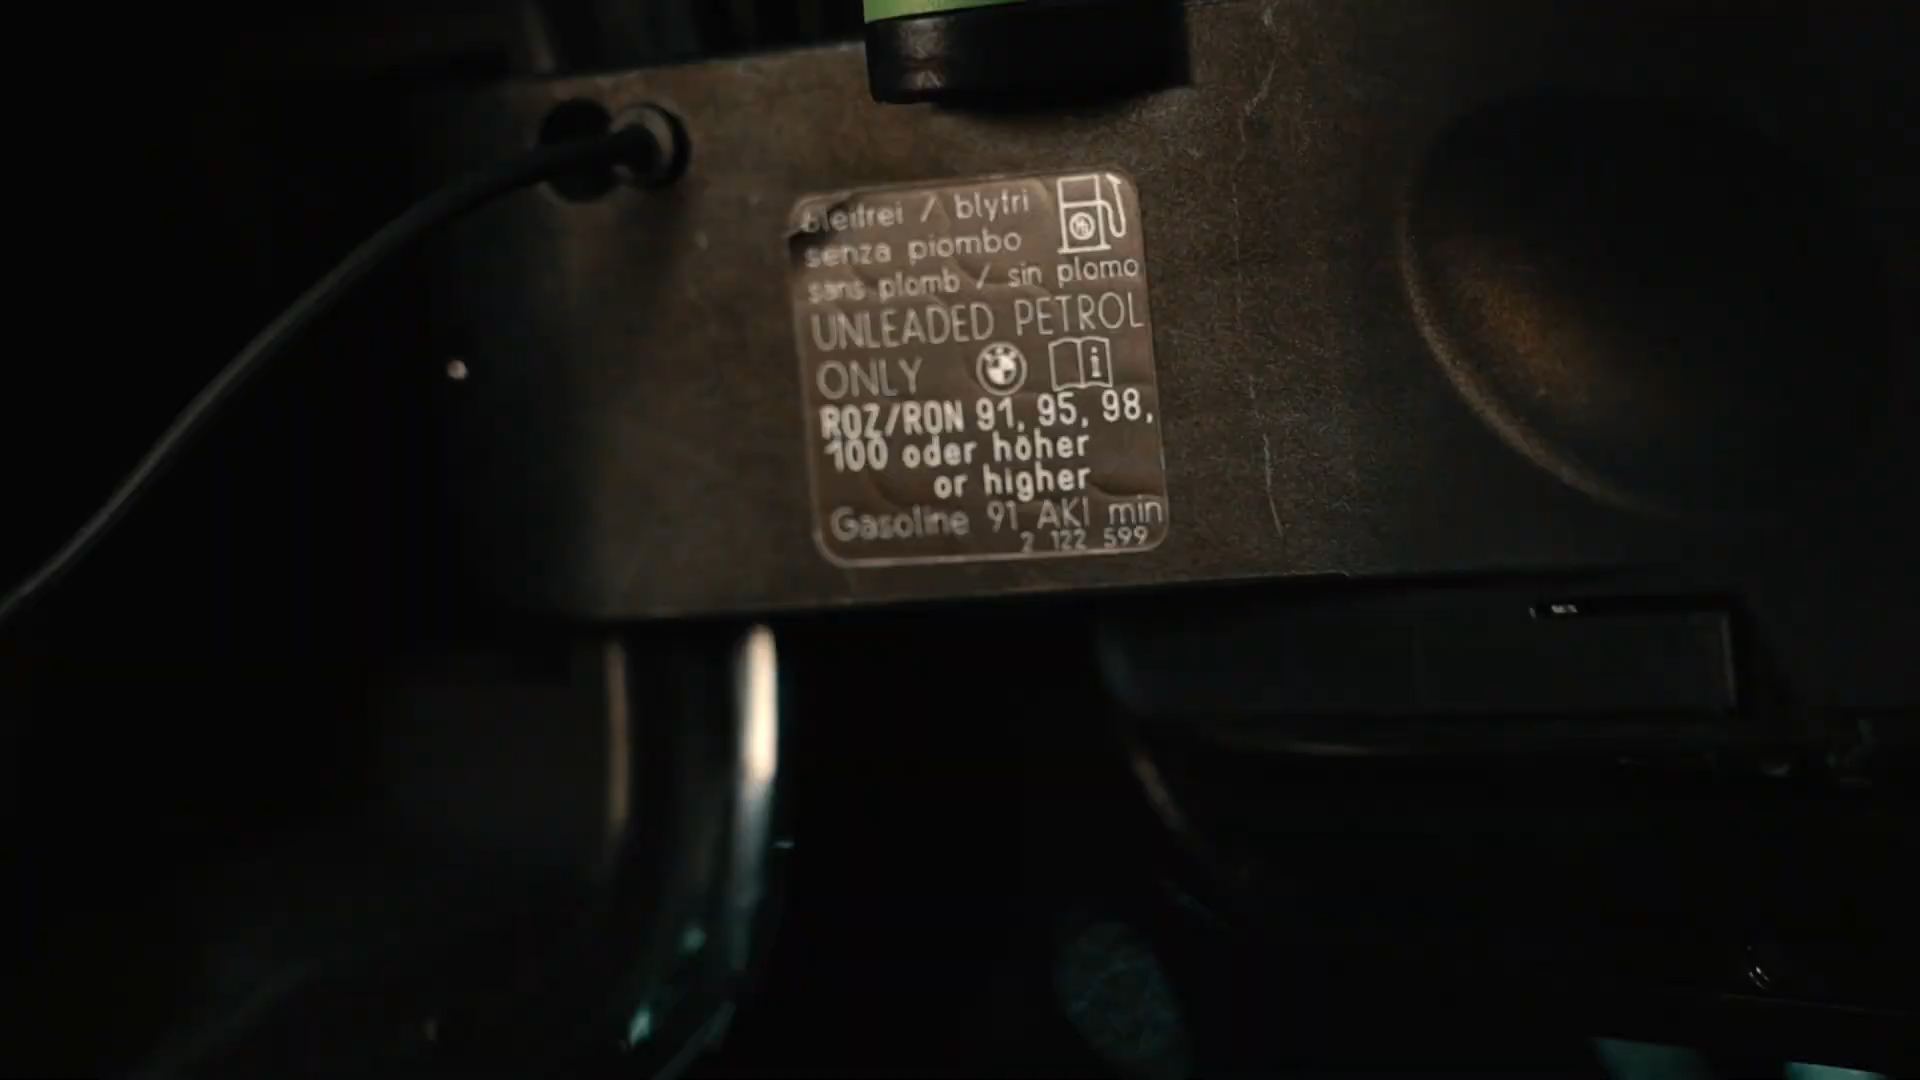 bleifrei / blyfri
senza piombo
sans plomb / sin plomo
UNLEADED PETROL
ONLY
ROZ/RON 91, 95, 98,
100 oder höher
or higher
Gasoline 91 AKI min
2 122 599